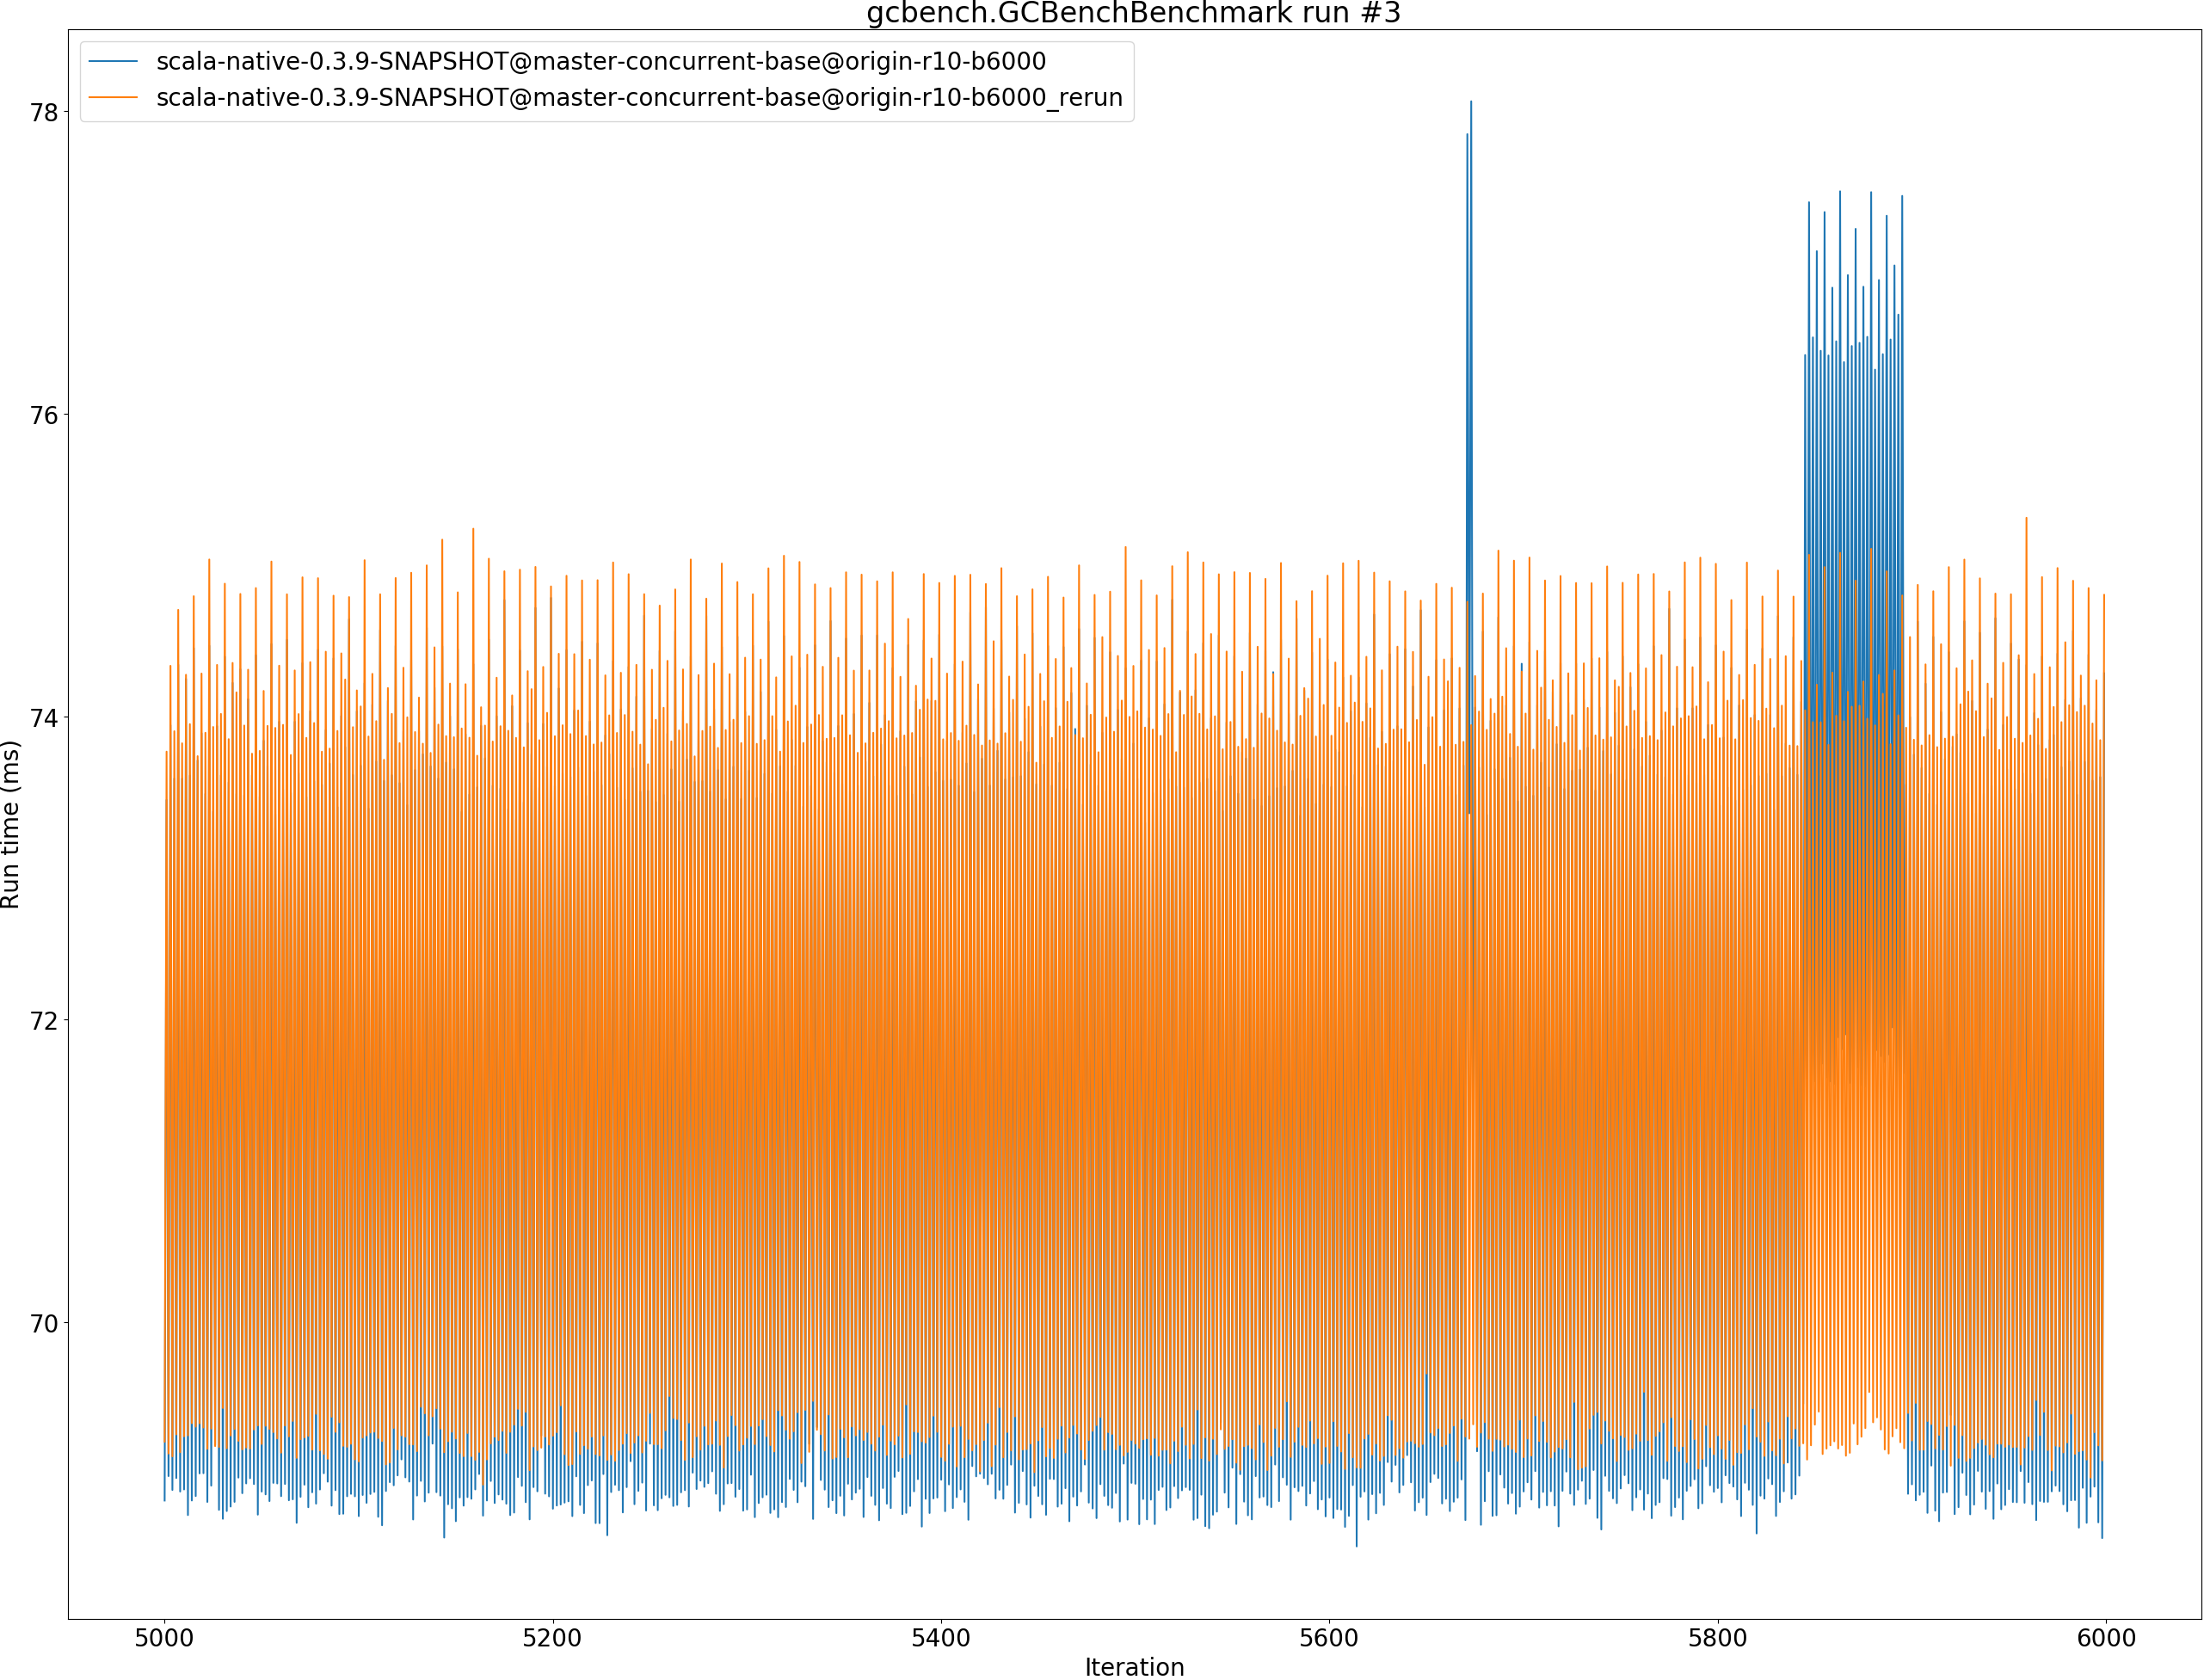 gcbench.GCBenchBenchmark run #3
scala-native-0.3.9-SNAPSHOT@master-concurrent-base@origin-r10-b6000
scala-native-0.3.9-SNAPSHOT@master-concurrent-base@origin-r10-b6000_rerun
78
76
74
72
70
Run time (ms)
5000 5200 5400 5600 5800 6000
Iteration